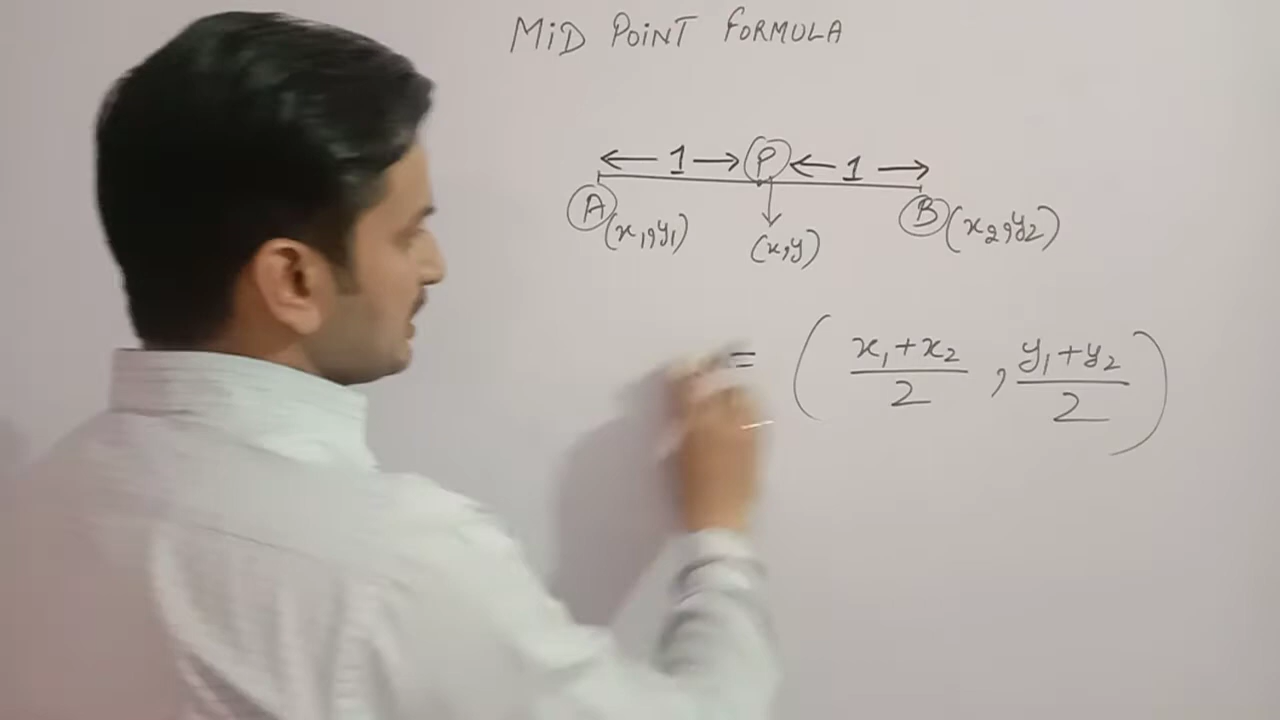 MiD POINT FORMULA
1 P 1
A (x1, y1) (x, y) B (x2, y2)
= ( x1 + x2 / 2 , y1 + y2 / 2 )